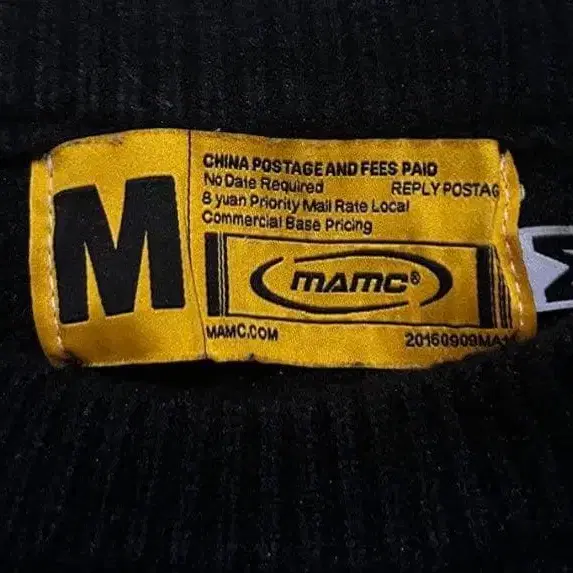 M
CHINA POSTAGE AND FEES PAID
No Date Required REPLY POSTAG
8 yuan Priority Mail Rate Local
Commercial Base Pricing
MAMC®
MAMC.COM 20160909MA